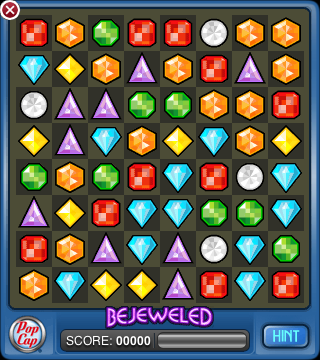 BEJEWELED
Pop
Cap
SCORE: 00000
HINT